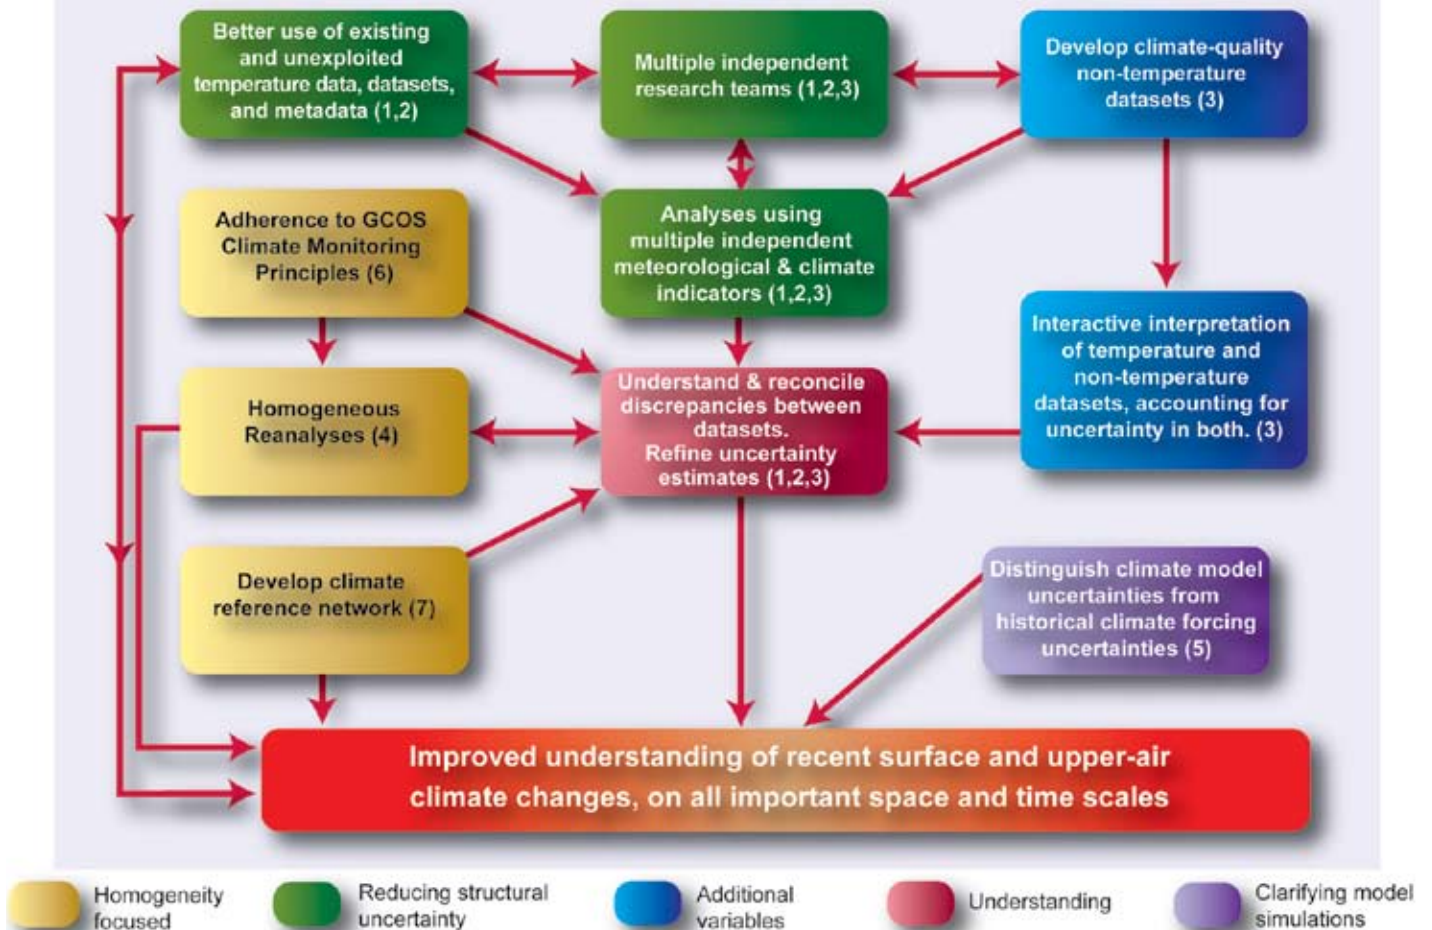 Better use of existing
and unexploited
temperature data, datasets,
and metadata (1,2)
Multiple independent
research teams (1,2,3)
Develop climate-quality
non-temperature
datasets (3)
Adherence to GCOS
Climate Monitoring
Principles (6)
Analyses using
multiple independent
meteorological & climate
indicators (1,2,3)
Interactive interpretation
of temperature and
non-temperature
datasets, accounting for
uncertainty in both. (3)
Homogeneous
Reanalyses (4)
Understand & reconcile
discrepancies between
datasets.
Refine uncertainty
estimates (1,2,3)
Develop climate
reference network (7)
Distinguish climate model
uncertainties from
historical climate forcing
uncertainties (5)
Improved understanding of recent surface and upper-air
climate changes, on all important space and time scales
Homogeneity
focused
Reducing structural
uncertainty
Additional
variables
Understanding
Clarifying model
simulations